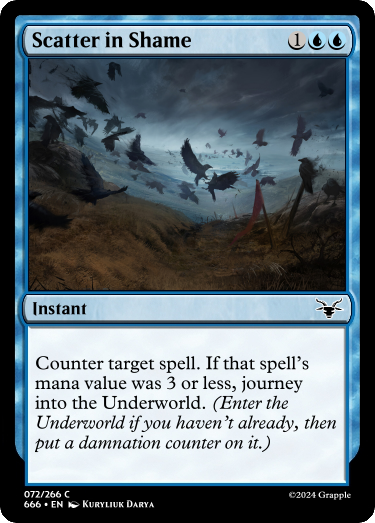 Scatter in Shame 1
Instant
Counter target spell. If that spell's
mana value was 3 or less, journey
into the Underworld. (Enter the
Underworld if you haven't already, then
put a damnation counter on it.)
072/266 C
666 • EN Kuryliuk Darya
©2024 Grapple